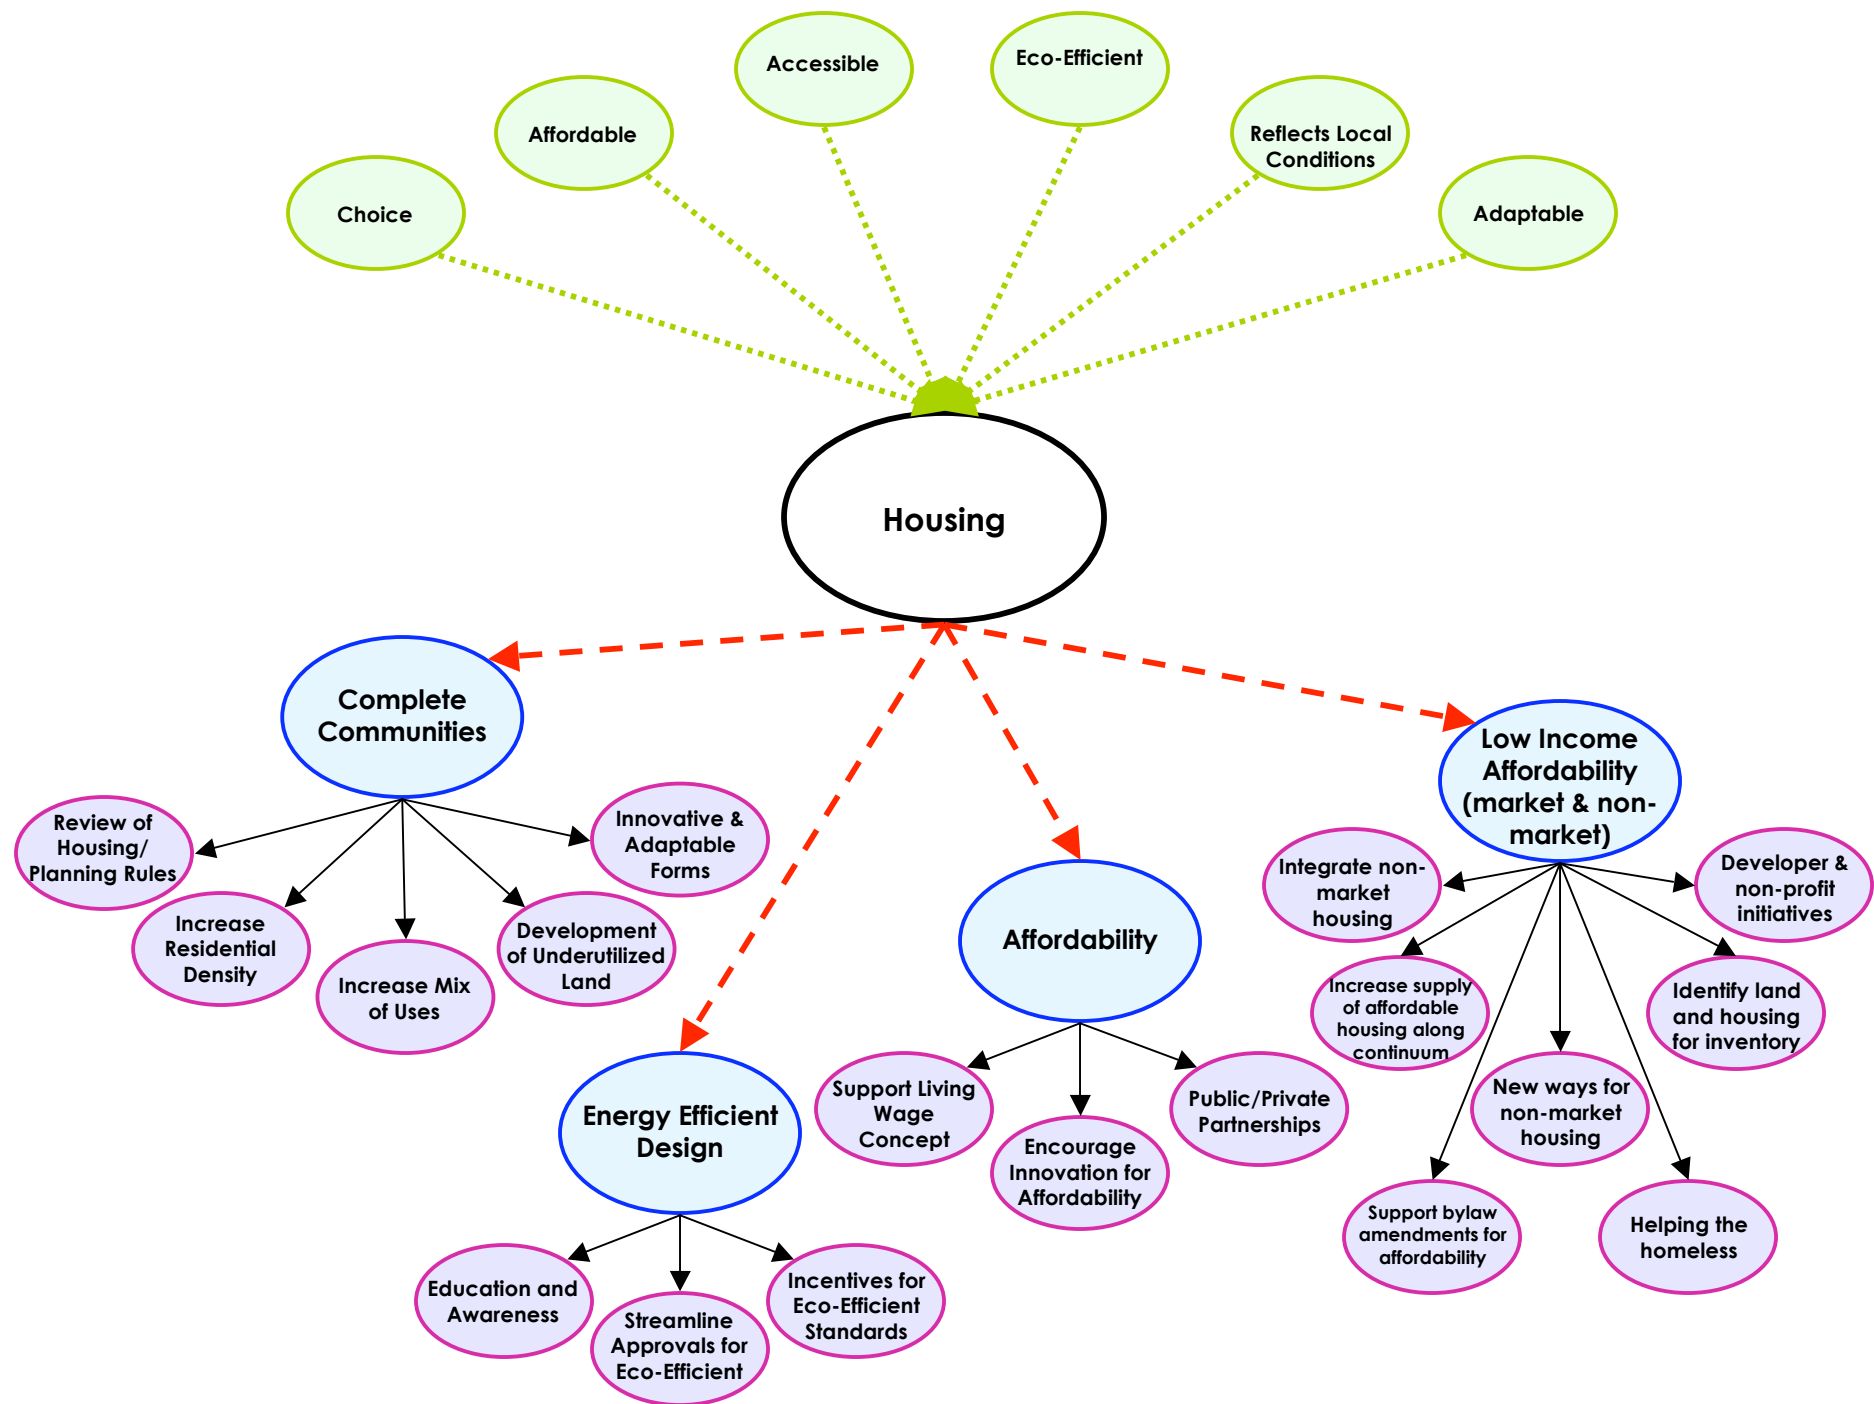 Accessible
Eco-Efficient
Affordable
Reflects Local
Conditions
Choice
Adaptable
Housing
Complete
Communities
Review of
Housing/
Planning Rules
Increase
Residential
Density
Increase Mix
of Uses
Development
of Underutilized
Land
Innovative &
Adaptable
Forms
Energy Efficient
Design
Education and
Awareness
Streamline
Approvals for
Eco-Efficient
Incentives for
Eco-Efficient
Standards
Affordability
Support Living
Wage
Concept
Encourage
Innovation for
Affordability
Public/Private
Partnerships
Low Income
Affordability
(market & non-
market)
Integrate non-
market
housing
Increase supply
of affordable
housing along
continuum
Support bylaw
amendments for
affordability
New ways for
non-market
housing
Helping the
homeless
Identify land
and housing
for inventory
Developer &
non-profit
initiatives